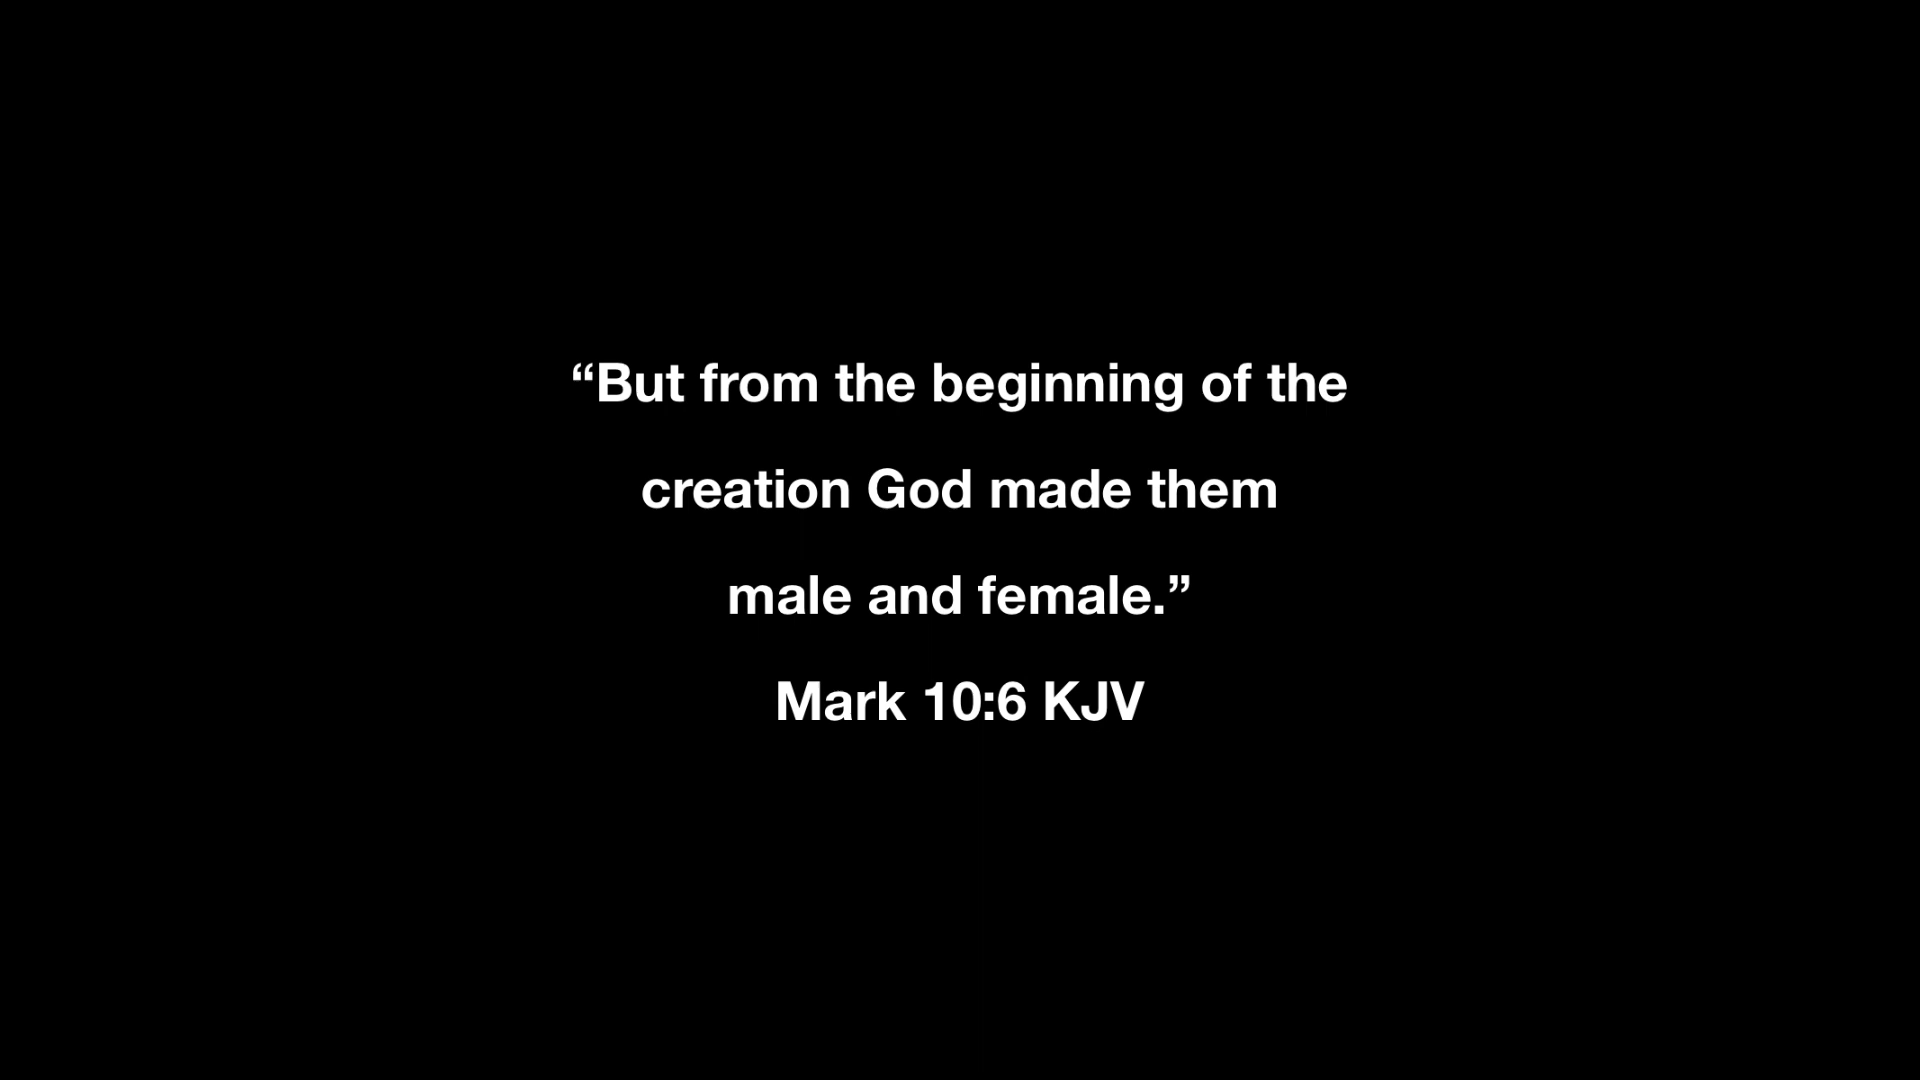 “But from the beginning of the
creation God made them
male and female.”
Mark 10:6 KJV